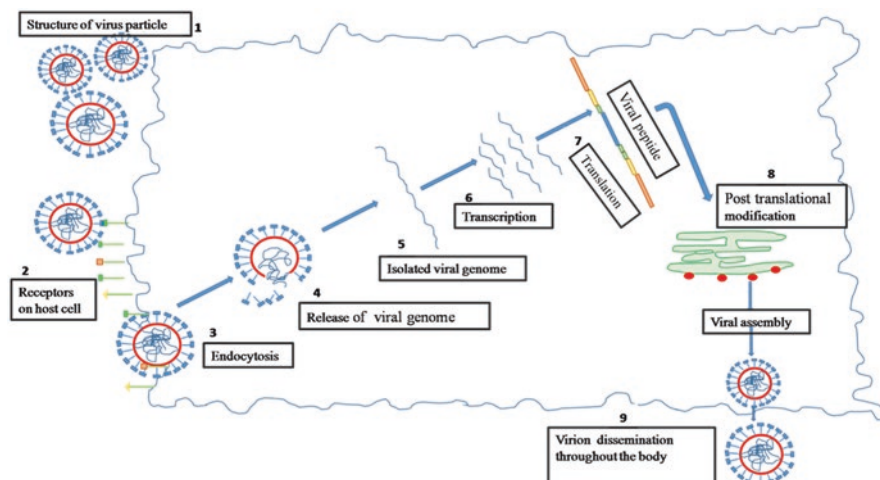 Structure of virus particle
1
2
Receptors
on host cell
3
Endocytosis
4
Release of viral genome
5
Isolated viral genome
6
Transcription
7
Translation
Viral peptide
8
Post translational
modification
Viral assembly
9
Virion dissemination
throughout the body